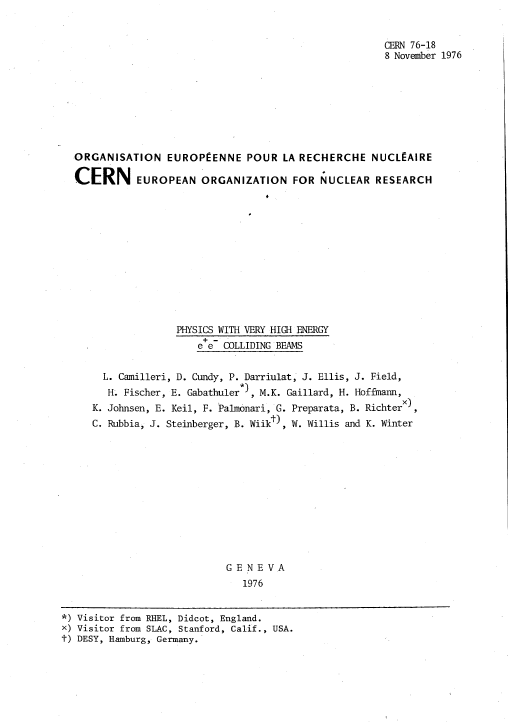 CERN 76-18
8 November 1976
ORGANISATION EUROPÉENNE POUR LA RECHERCHE NUCLÉAIRE
CERN EUROPEAN ORGANIZATION FOR NUCLEAR RESEARCH
PHYSICS WITH VERY HIGH ENERGY
e⁺e⁻ COLLIDING BEAMS
L. Camilleri, D. Cundy, P. Darriulat, J. Ellis, J. Field,
H. Fischer, E. Gabathuler*), M.K. Gaillard, H. Hoffmann,
K. Johnsen, E. Keil, F. Palmonari, G. Preparata, B. Richter×),
C. Rubbia, J. Steinberger, B. Wiik†), W. Willis and K. Winter
GENEVA
1976
*) Visitor from RHEL, Didcot, England.
×) Visitor from SLAC, Stanford, Calif., USA.
†) DESY, Hamburg, Germany.